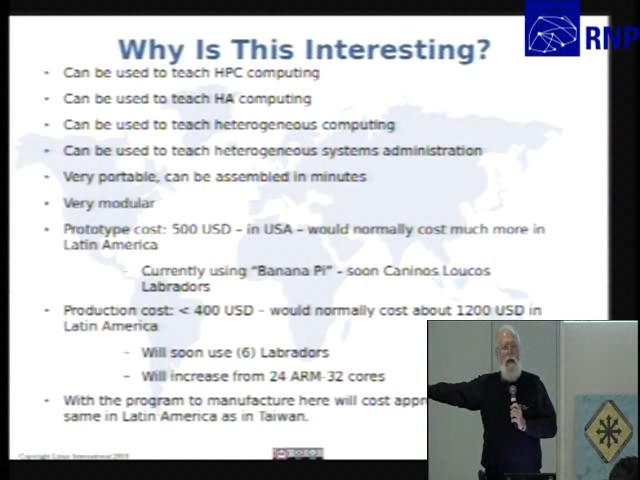 RNP
Why Is This Interesting?
- Can be used to teach HPC computing
- Can be used to teach HA computing
- Can be used to teach heterogeneous computing
- Can be used to teach heterogeneous systems administration
- Very portable, can be assembled in minutes
- Very modular
- Prototype cost: 500 USD – in USA – would normally cost much more in
Latin America
– Currently using "Banana Pi" - soon Caninos Loucos
Labradors
- Production cost: < 400 USD – would normally cost about 1200 USD in
Latin America
– Will soon use (6) Labradors
– Will increase from 24 ARM-32 cores
- With the program to manufacture here will cost
same in Latin America as in Taiwan.
Copyright Linux International